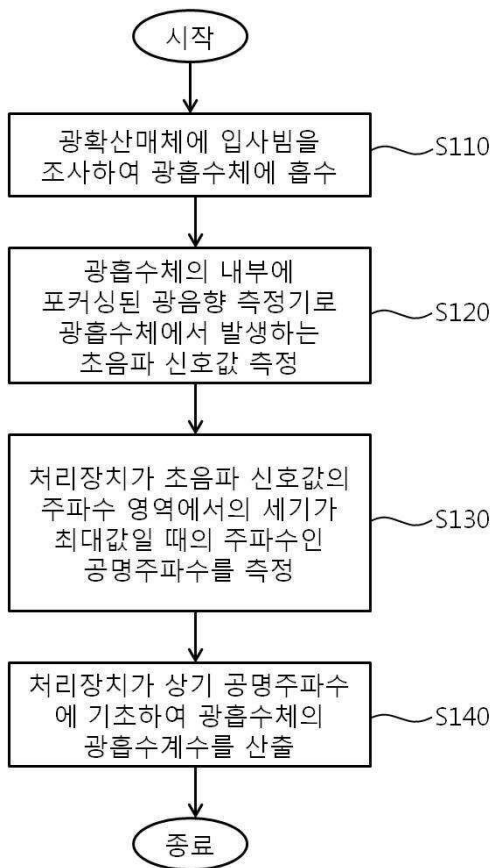 시작
광확산매체에 입사빔을
조사하여 광흡수체에 흡수
S110
광흡수체의 내부에
포커싱된 광음향 측정기로
광흡수체에서 발생하는
초음파 신호값 측정
S120
처리장치가 초음파 신호값의
주파수 영역에서의 세기가
최대값일 때의 주파수인
공명주파수를 측정
S130
처리장치가 상기 공명주파수
에 기초하여 광흡수체의
광흡수계수를 산출
S140
종료